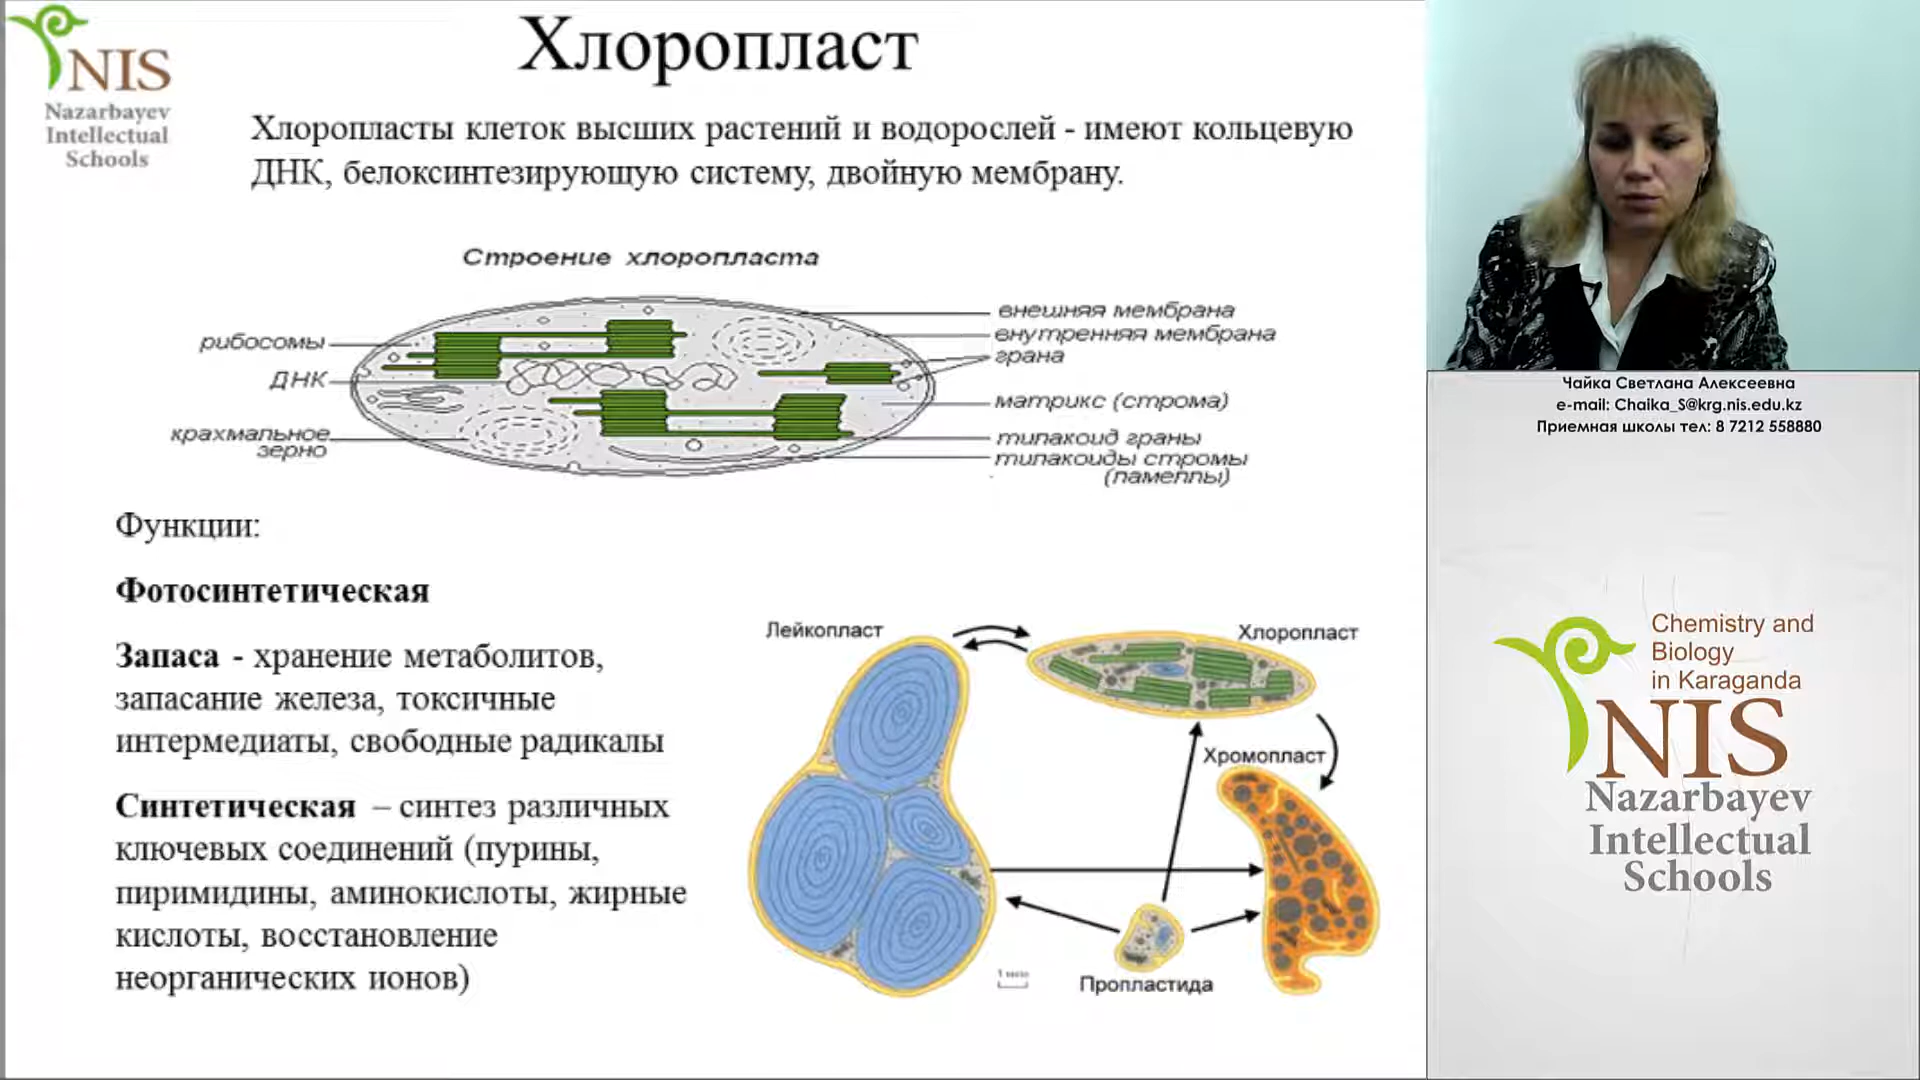 NIS
Nazarbayev
Intellectual
Schools
Хлоропласт
Хлоропласты клеток высших растений и водорослей - имеют кольцевую
ДНК, белоксинтезирующую систему, двойную мембрану.
Строение хлоропласта
рибосомы
ДНК
крахмальное
зерно
внешняя мембрана
внутренняя мембрана
грана
матрикс (строма)
тилакоид граны
тилакоиды стромы
(ламеллы)
Функции:
Фотосинтетическая
Запаса - хранение метаболитов,
запасание железа, токсичные
интермедиаты, свободные радикалы
Синтетическая – синтез различных
ключевых соединений (пурины,
пиримидины, аминокислоты, жирные
кислоты, восстановление
неорганических ионов)
Лейкопласт
Хлоропласт
Хромопласт
Пропластида
Чайка Светлана Алексеевна
e-mail: Chaika_S@krg.nis.edu.kz
Приемная школы тел: 8 7212 558880
Chemistry and
Biology
in Karaganda
NIS
Nazarbayev
Intellectual
Schools